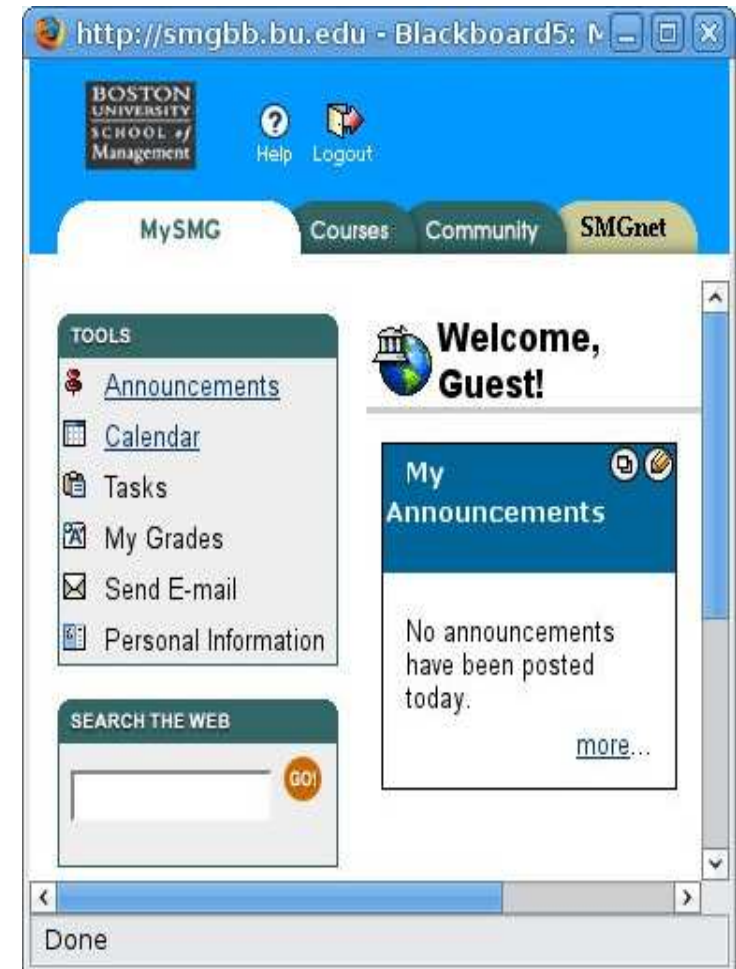 http://smgbb.bu.edu - Blackboard5: M
BOSTON
UNIVERSITY
SCHOOL of
Management
Help Logout
MySMG Courses Community SMGnet
TOOLS
Announcements
Calendar
Tasks
My Grades
Send E-mail
Personal Information
SEARCH THE WEB
GO!
Welcome,
Guest!
My
Announcements
No announcements
have been posted
today.
more...
Done